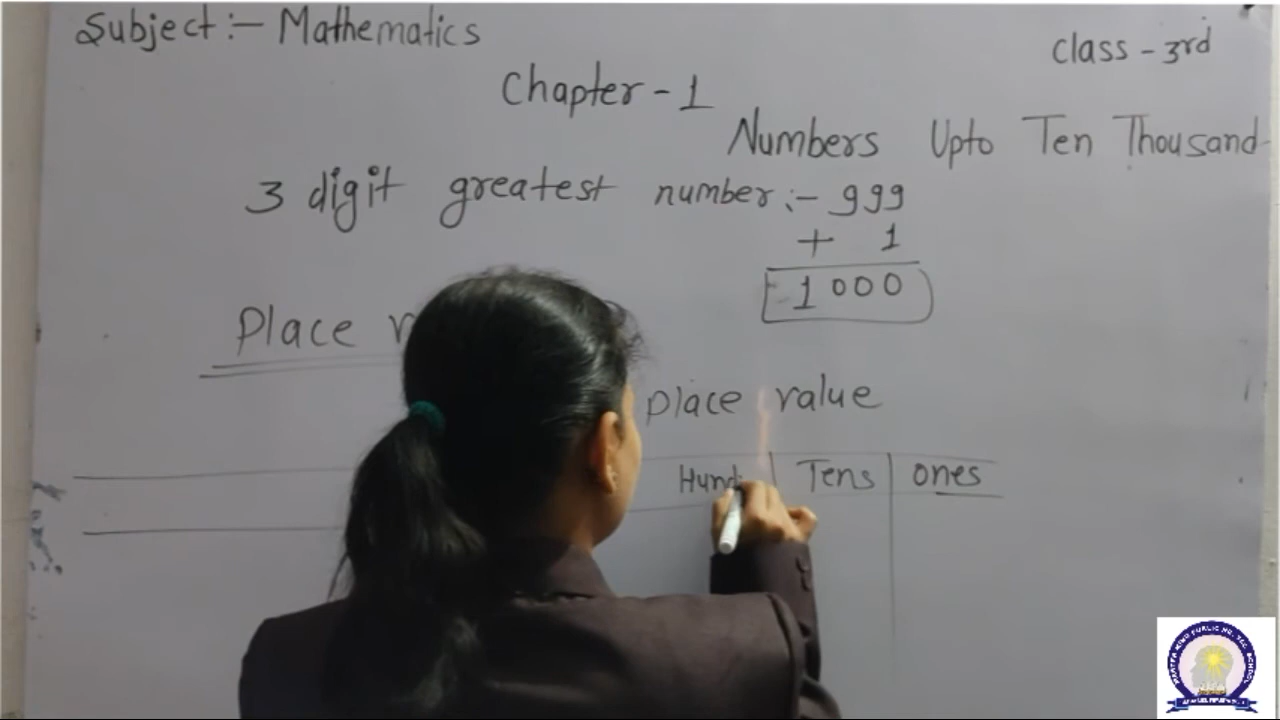 Subject :- Mathematics
Class - 3rd
Chapter - 1
Numbers Upto Ten Thousand
3 digit greatest number :- 999
+ 1
1000
Place
Place value
Hund Tens Ones